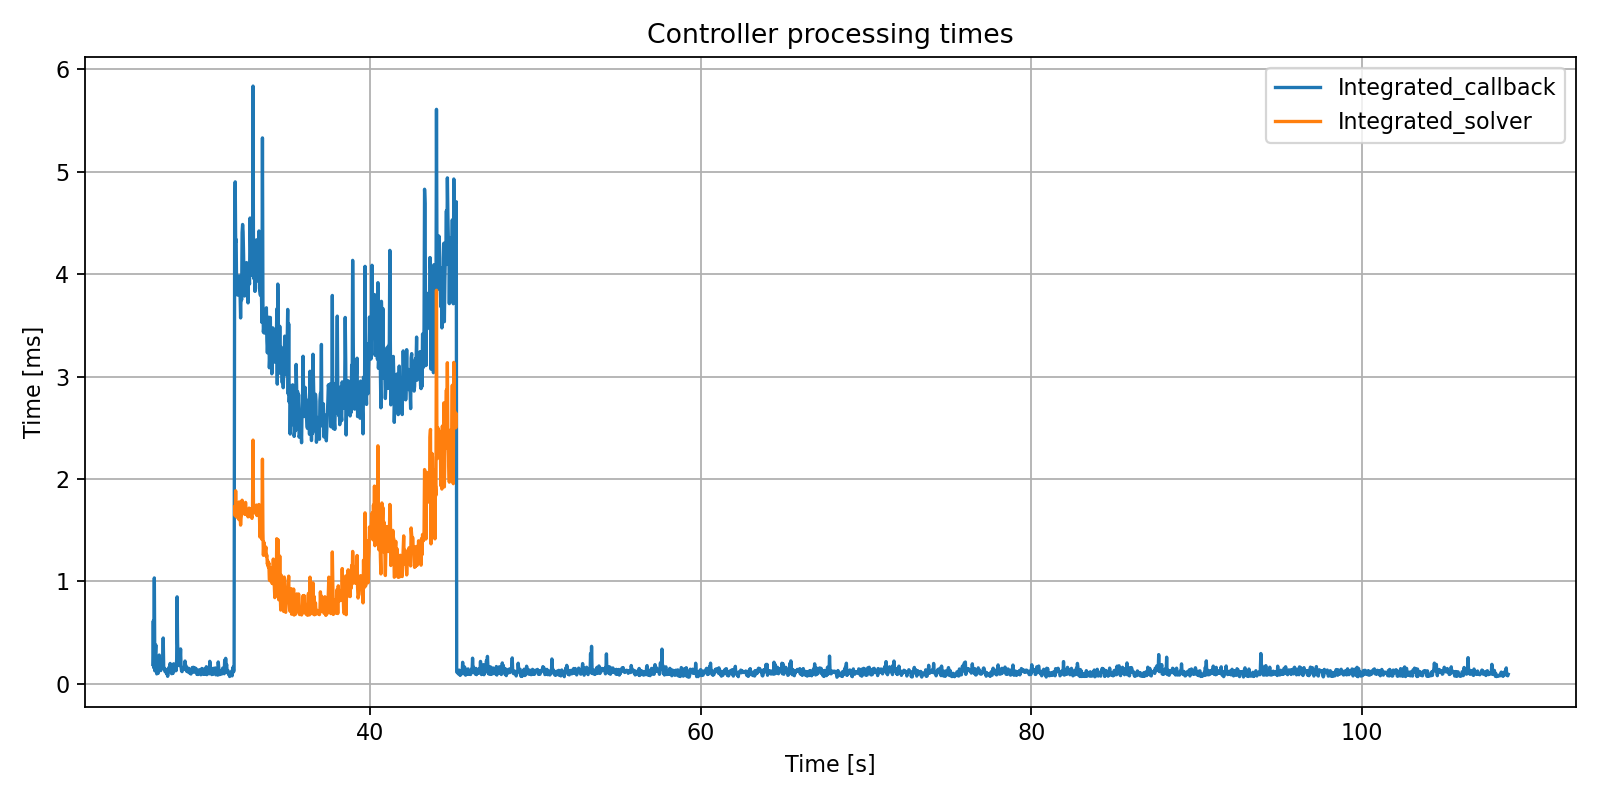 Controller processing times
Integrated_callback
Integrated_solver
Time [ms]
6
5
4
3
2
1
0
40
60
80
100
Time [s]